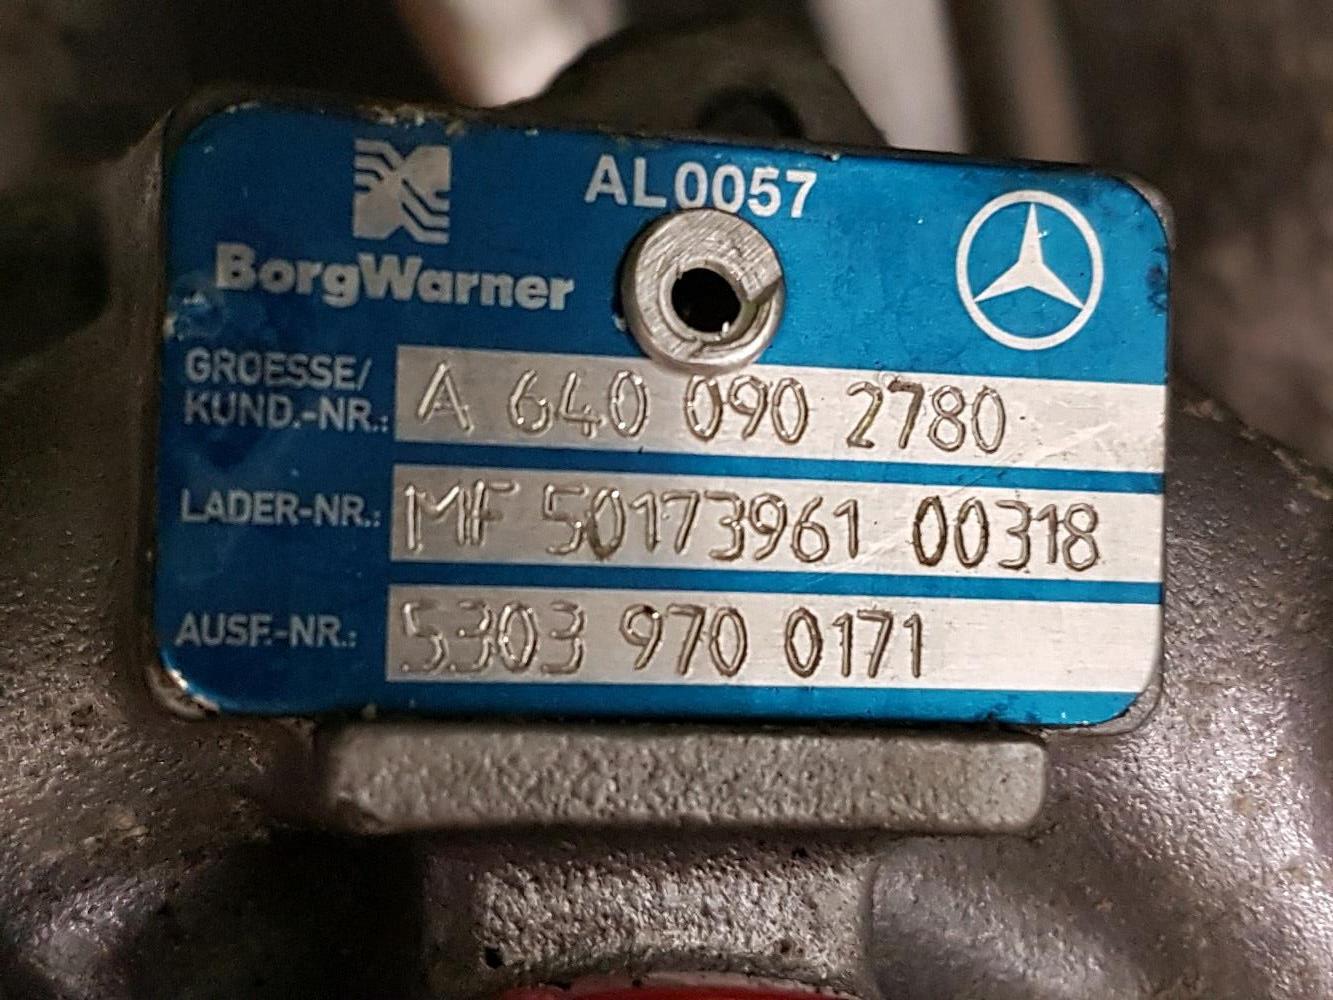 AL0057
BorgWarner
GROESSE/
KUND.-NR.: A 640 090 2780
LADER-NR.: MF 50173961 00318
AUSF.-NR.: 5303 970 0171